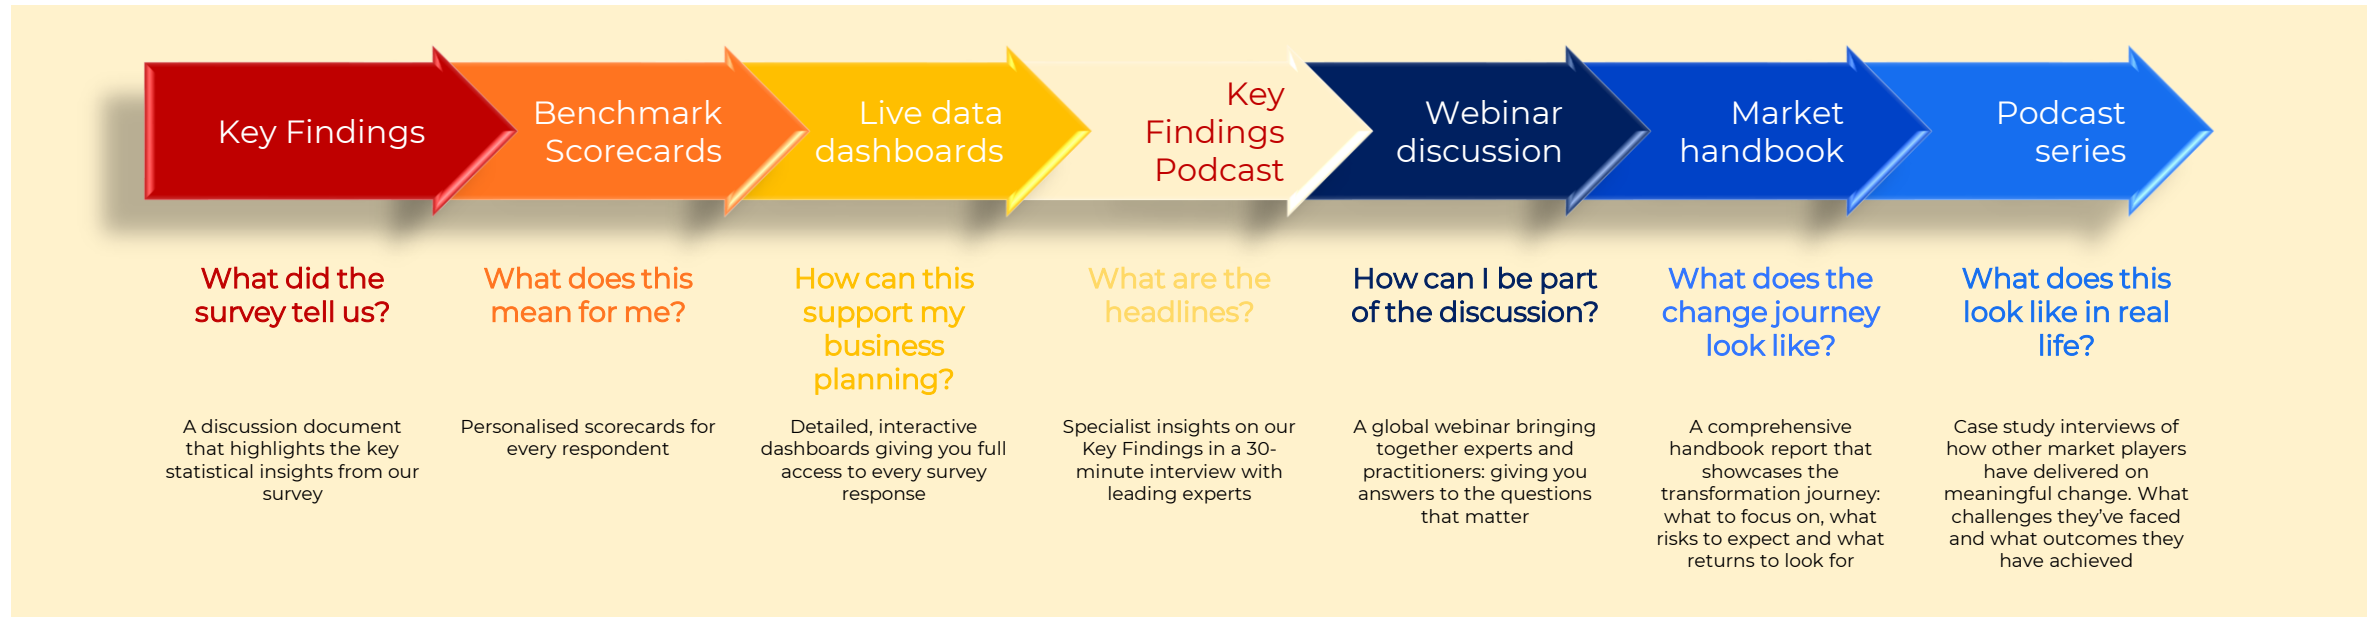 Key Findings
Benchmark
Scorecards
Live data
dashboards
Key
Findings
Podcast
Webinar
discussion
Market
handbook
Podcast
series
What did the
survey tell us?
What does this
mean for me?
How can this
support my
business
planning?
What are the
headlines?
How can I be part
of the discussion?
What does the
change journey
look like?
What does this
look like in real
life?
A discussion document
that highlights the key
statistical insights from our
survey
Personalised scorecards for
every respondent
Detailed, interactive
dashboards giving you full
access to every survey
response
Specialist insights on our
Key Findings in a 30-
minute interview with
leading experts
A global webinar bringing
together experts and
practitioners: giving you
answers to the questions
that matter
A comprehensive
handbook report that
showcases the
transformation journey:
what to focus on, what
risks to expect and what
returns to look for
Case study interviews of
how other market players
have delivered on
meaningful change. What
challenges they’ve faced
and what outcomes they
have achieved